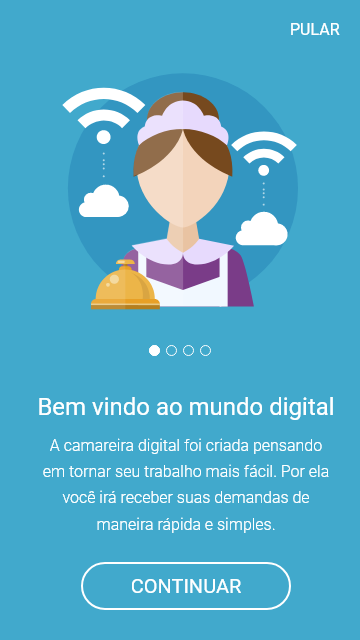 PULAR
Bem vindo ao mundo digital
A camareira digital foi criada pensando
em tornar seu trabalho mais fácil. Por ela
você irá receber suas demandas de
maneira rápida e simples.
CONTINUAR